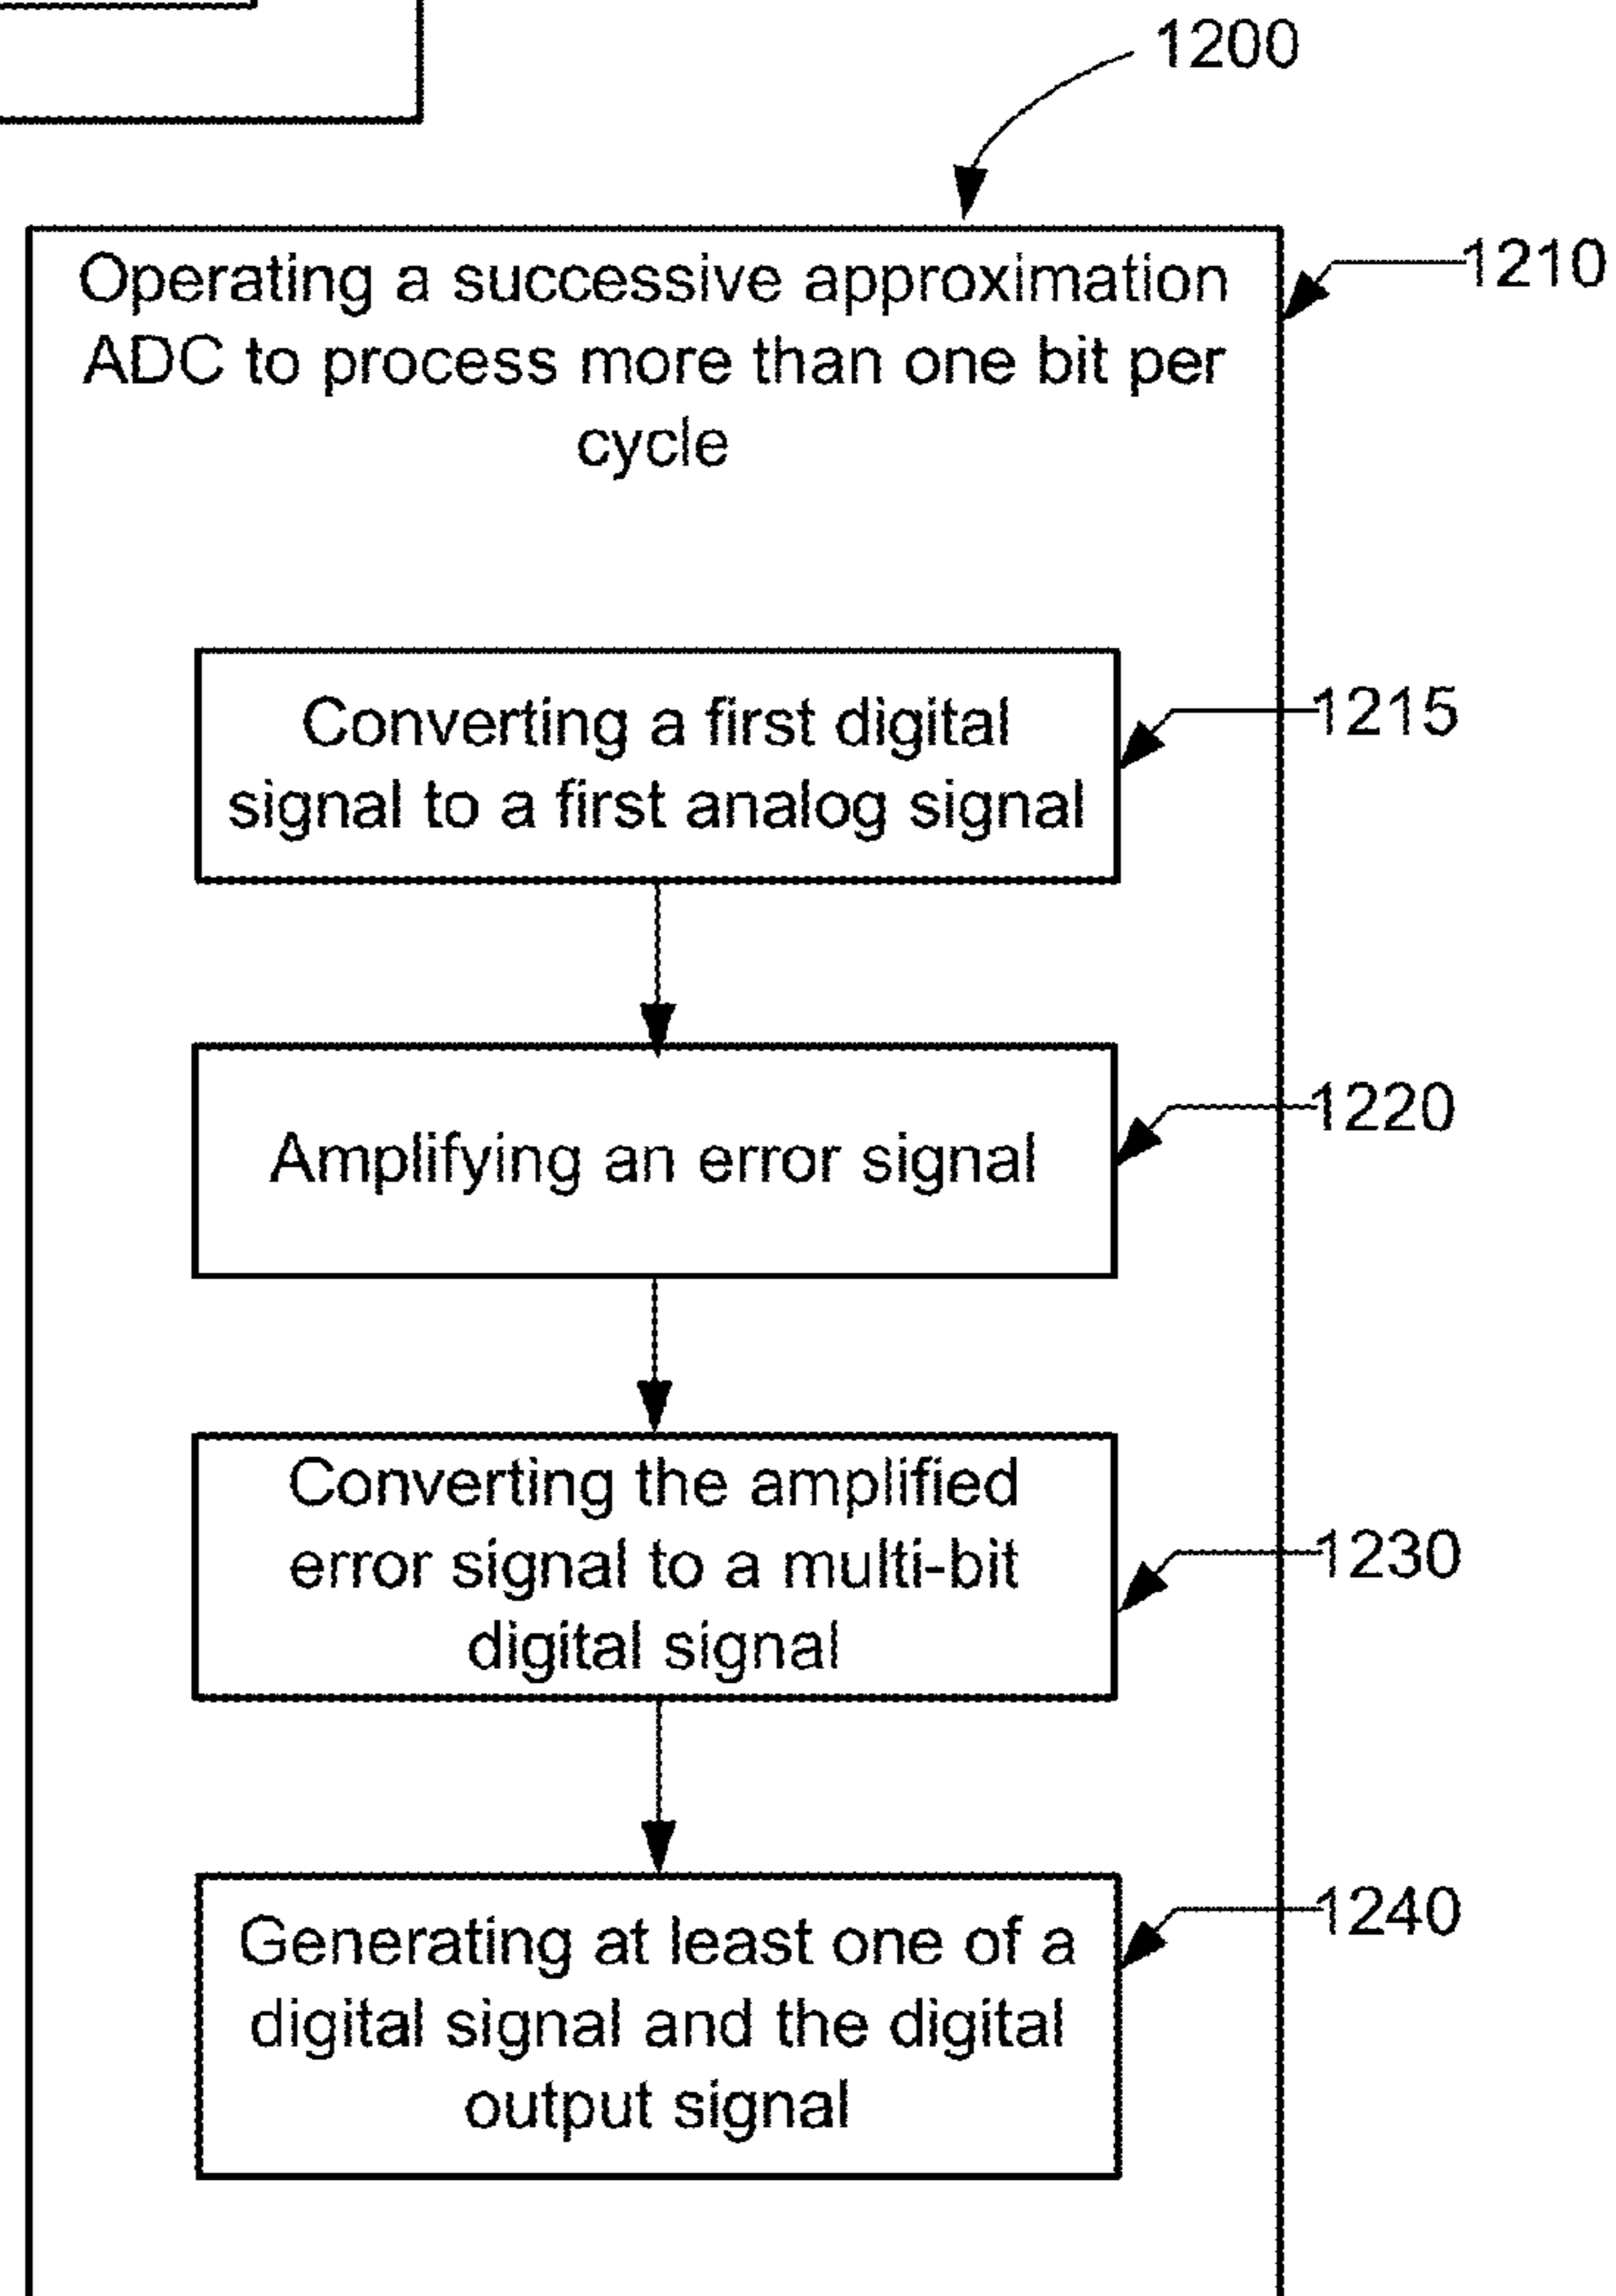 1200
1210
Operating a successive approximation
ADC to process more than one bit per
cycle
1215
Converting a first digital
signal to a first analog signal
1220
Amplifying an error signal
1230
Converting the amplified
error signal to a multi-bit
digital signal
1240
Generating at least one of a
digital signal and the digital
output signal